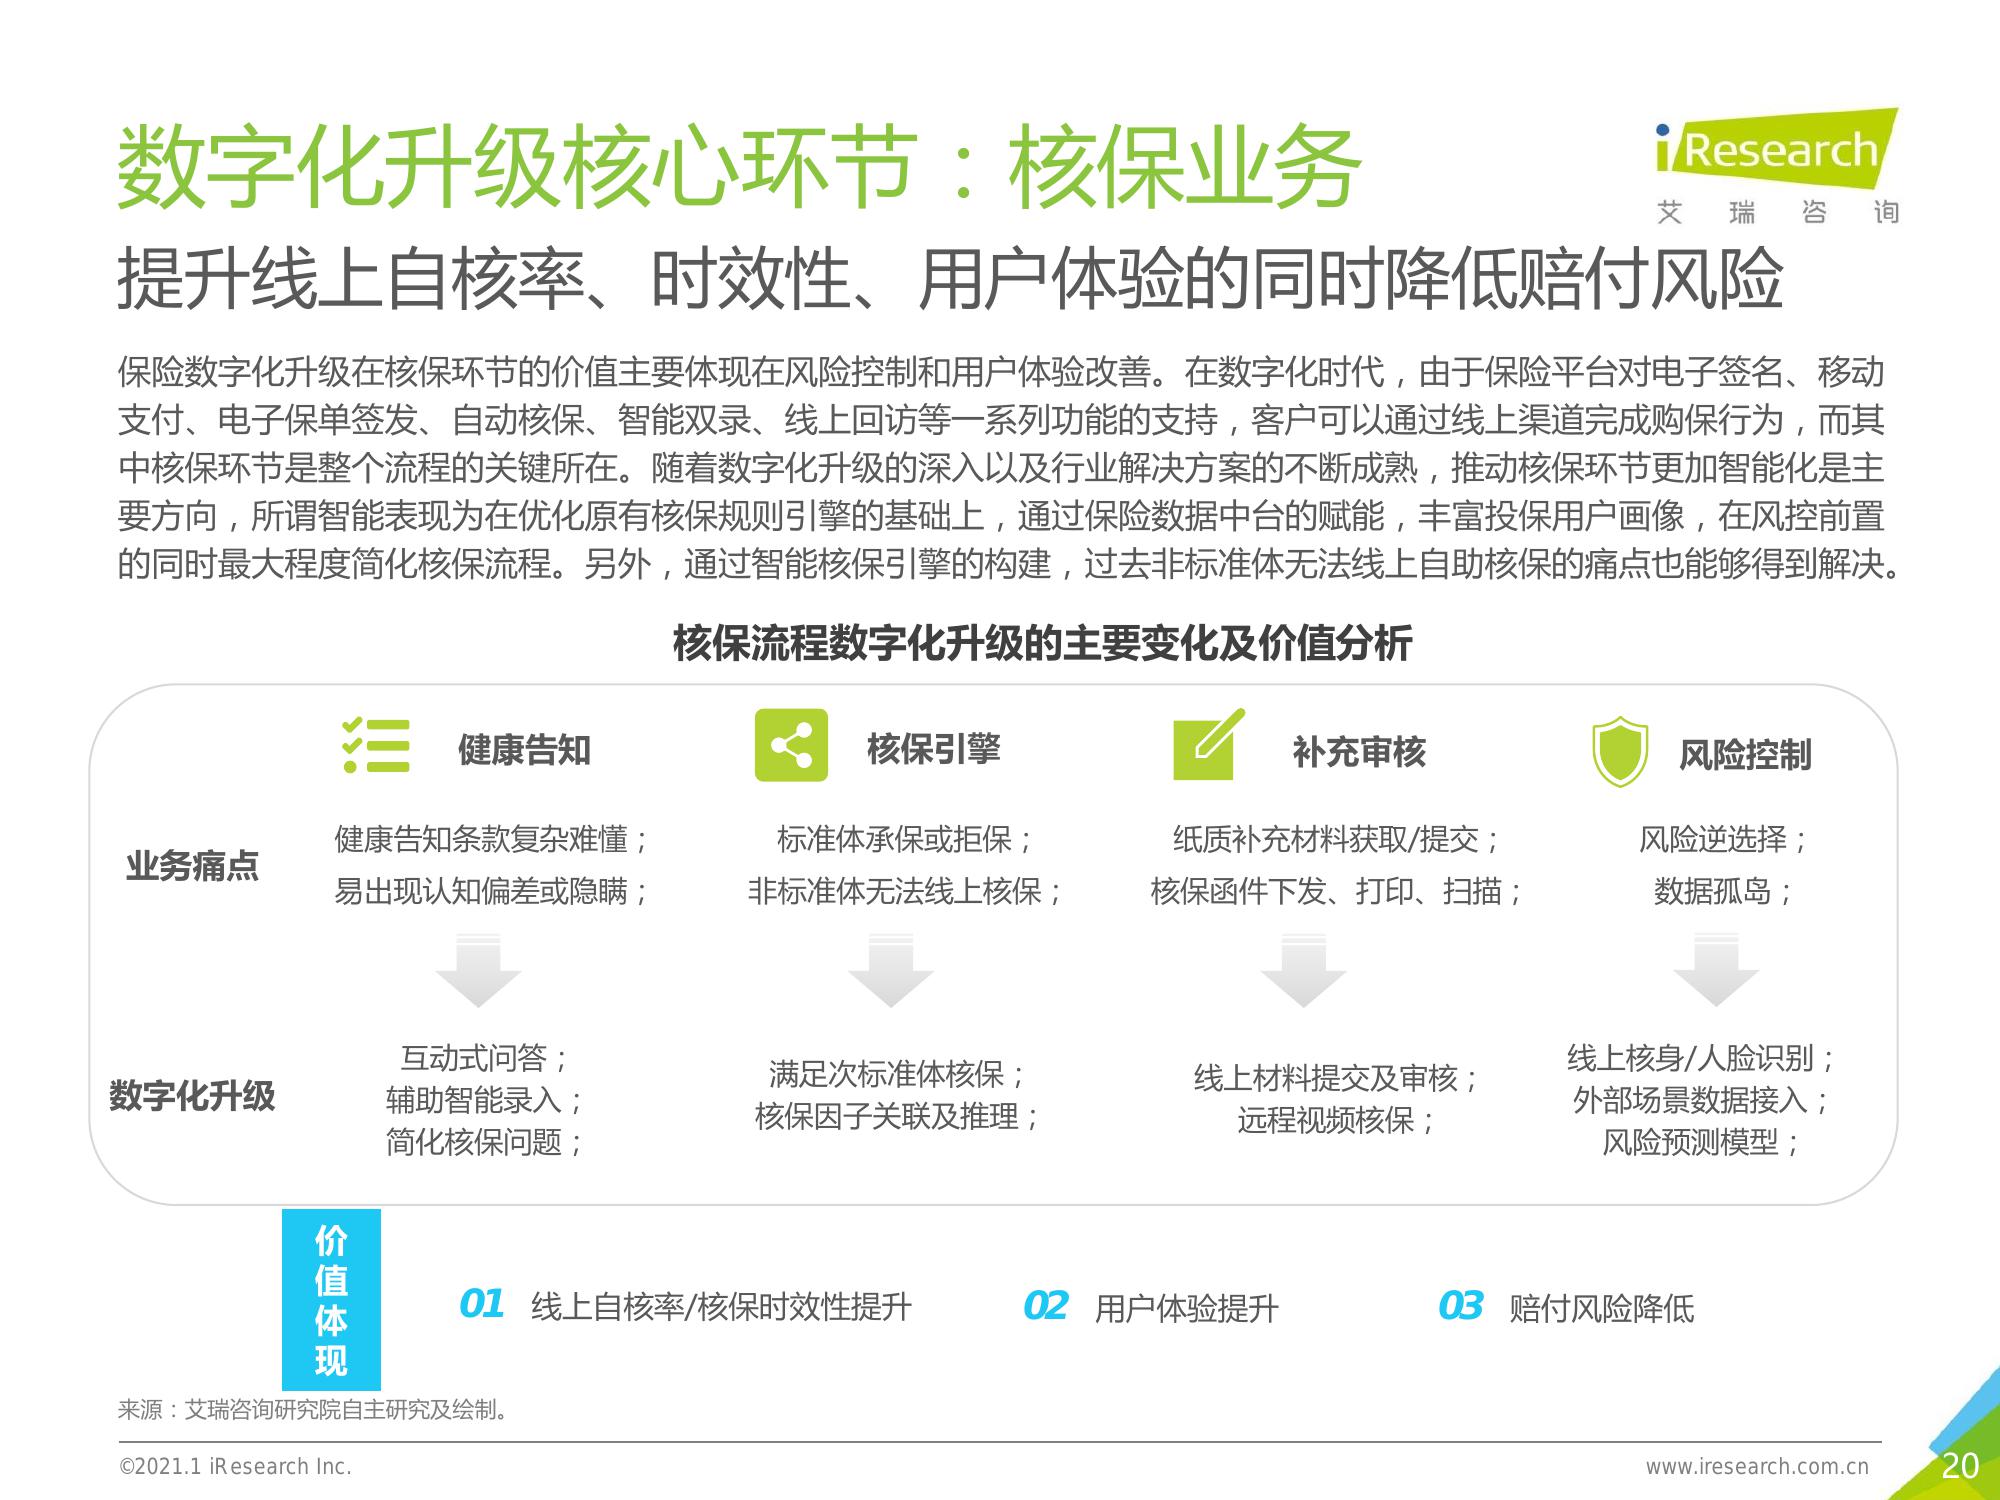 数字化升级核心环节：核保业务
iResearch
艾瑞咨询
提升线上自核率、时效性、用户体验的同时降低赔付风险
保险数字化升级在核保环节的价值主要体现在风险控制和用户体验改善。在数字化时代，由于保险平台对电子签名、移动
支付、电子保单签发、自动核保、智能双录、线上回访等一系列功能的支持，客户可以通过线上渠道完成购保行为，而其
中核保环节是整个流程的关键所在。随着数字化升级的深入以及行业解决方案的不断成熟，推动核保环节更加智能化是主
要方向，所谓智能表现为在优化原有核保规则引擎的基础上，通过保险数据中台的赋能，丰富投保用户画像，在风控前置
的同时最大程度简化核保流程。另外，通过智能核保引擎的构建，过去非标准体无法线上自助核保的痛点也能够得到解决。
核保流程数字化升级的主要变化及价值分析
健康告知
核保引擎
补充审核
风险控制
业务痛点
健康告知条款复杂难懂；
易出现认知偏差或隐瞒；
标准体承保或拒保；
非标准体无法线上核保；
纸质补充材料获取/提交；
核保函件下发、打印、扫描；
风险逆选择；
数据孤岛；
数字化升级
互动式问答；
辅助智能录入；
简化核保问题；
满足次标准体核保；
核保因子关联及推理；
线上材料提交及审核；
远程视频核保；
线上核身/人脸识别；
外部场景数据接入；
风险预测模型；
价
值
体
现
01 线上自核率/核保时效性提升
02 用户体验提升
03 赔付风险降低
来源：艾瑞咨询研究院自主研究及绘制。
©2021.1 iResearch Inc.
www.iresearch.com.cn
20